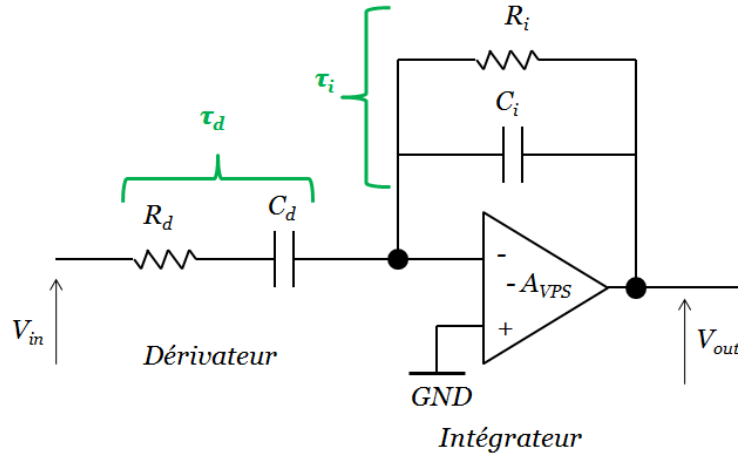 R_i
τ_i
C_i
τ_d
R_d
C_d
-
- A_VPS
+
V_in
Dérivateur
GND
V_out
Intégrateur